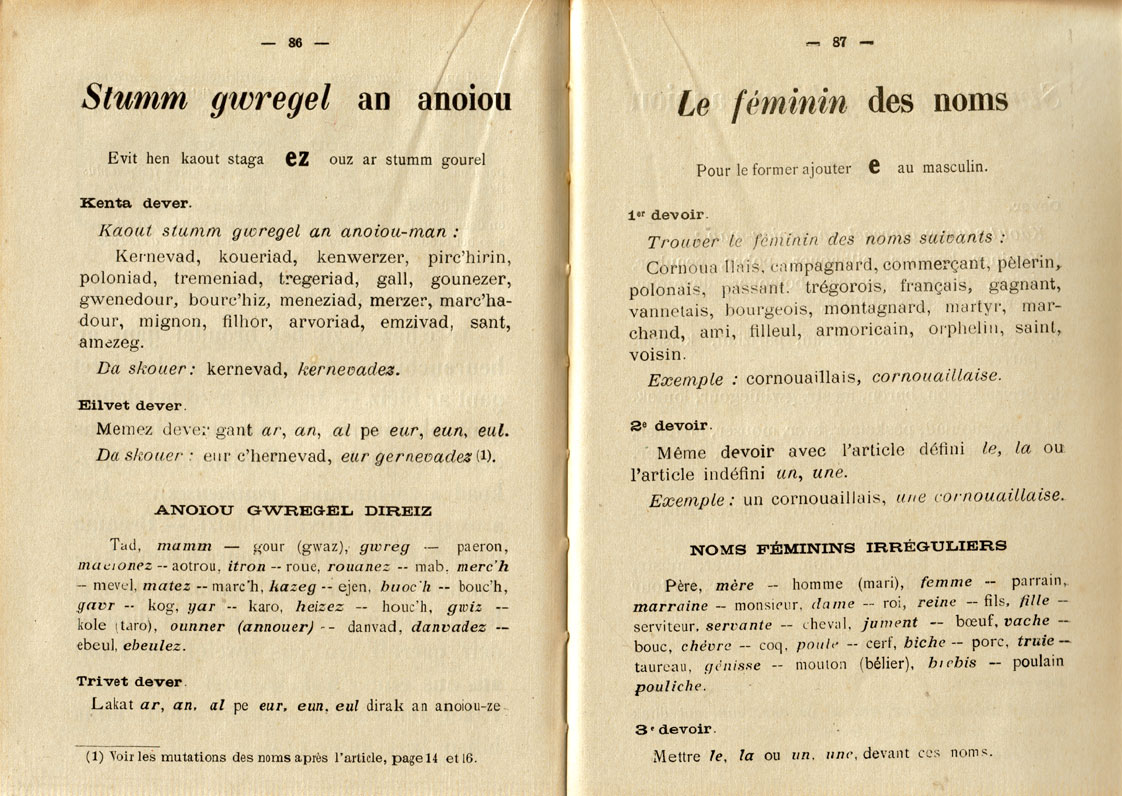 — 86 —
Stumm gwregel an anoiou
Evit hen kaout staga ez ouz ar stumm gourel
Kenta dever.
Kaout stumm gwregel an anoiou-man :
Kernevad, koueriad, kenwerzer, pirc'hirin,
poloniad, tremeniad, tregeriad, gall, gounezer,
gwenedour, bourc'hiz, meneziad, merzer, marc'ha-
dour, mignon, filhor, arvoriad, emzivad, sant,
amezeg.
Da skouer : kernevad, kernevadez.
Eilvet dever.
Memez dever gant ar, an, al pe eur, eun, eul.
Da skouer : eur c'hernevad, eur gernevadez (1).
ANOIOU GWREGEL DIREIZ
Tad, mamm — gour (gwaz), gwreg — paeron,
maeronez -- aotrou, itron -- roue, rouanez -- mab, merc'h
– mevel, matez -- marc'h, kazeg -- ejen, buoc'h -- bouc'h,
gavr -- kog, yar -- karo, heizez -- houc'h, gwiz --
kole (taro), ounner (annouer) -- danvad, danvadez --
ebeul, ebeulez.
Trivet dever.
Lakat ar, an, al pe eur, eun, eul dirak an anoiou-ze
(1) Voir les mutations des noms après l'article, page 14 et 16.
— 87 —
Le féminin des noms
Pour le former ajouter e au masculin.
1er devoir.
Trouver le féminin des noms suivants :
Cornouaillais, campagnard, commerçant, pèlerin,
polonais, passant, trégorois, français, gagnant,
vannetais, bourgeois, montagnard, martyr, mar-
chand, ami, filleul, armoricain, orphelin, saint,
voisin.
Exemple : cornouaillais, cornouaillaise.
2e devoir.
Même devoir avec l'article défini le, la ou
l'article indéfini un, une.
Exemple : un cornouaillais, une cornouaillaise.
NOMS FÉMININS IRRÉGULIERS
Père, mère -- homme (mari), femme -- parrain,
marraine – monsieur, dame – roi, reine – fils, fille –
serviteur, servante -- cheval, jument -- bœuf, vache --
bouc, chèvre -- coq, poule -- cerf, biche -- porc, truie --
taureau, génisse -- mouton (bélier), brebis -- poulain
pouliche.
3e devoir.
Mettre le, la ou un, une, devant ces noms.